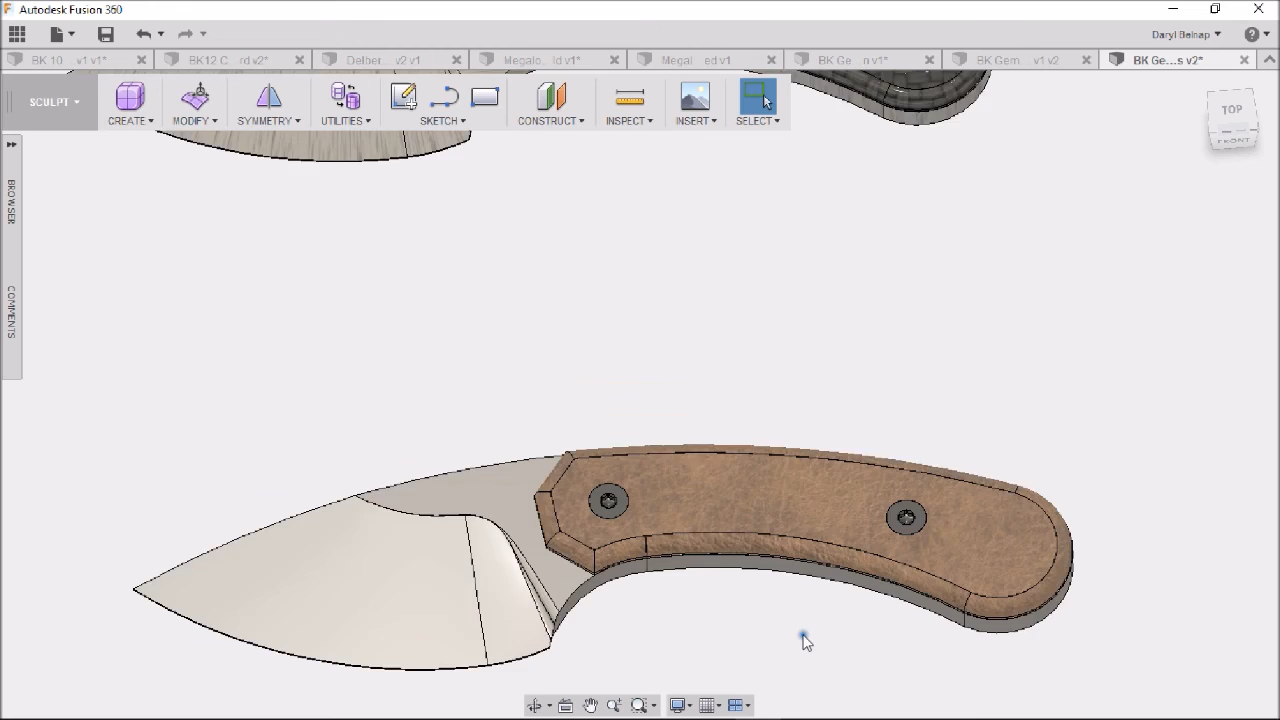 Autodesk Fusion 360
Daryl Belnap
BK 10... v1 v1*
BK12 C...rd v2*
Delber... v2 v1
Megalo...ld v1*
Megal...ed v1
BK Ge...n v1*
BK Gem... v1 v2
BK Ge...s v2*
SCULPT
CREATE
MODIFY
SYMMETRY
UTILITIES
SKETCH
CONSTRUCT
INSPECT
INSERT
SELECT
TOP
FRONT
BROWSER
COMMENTS